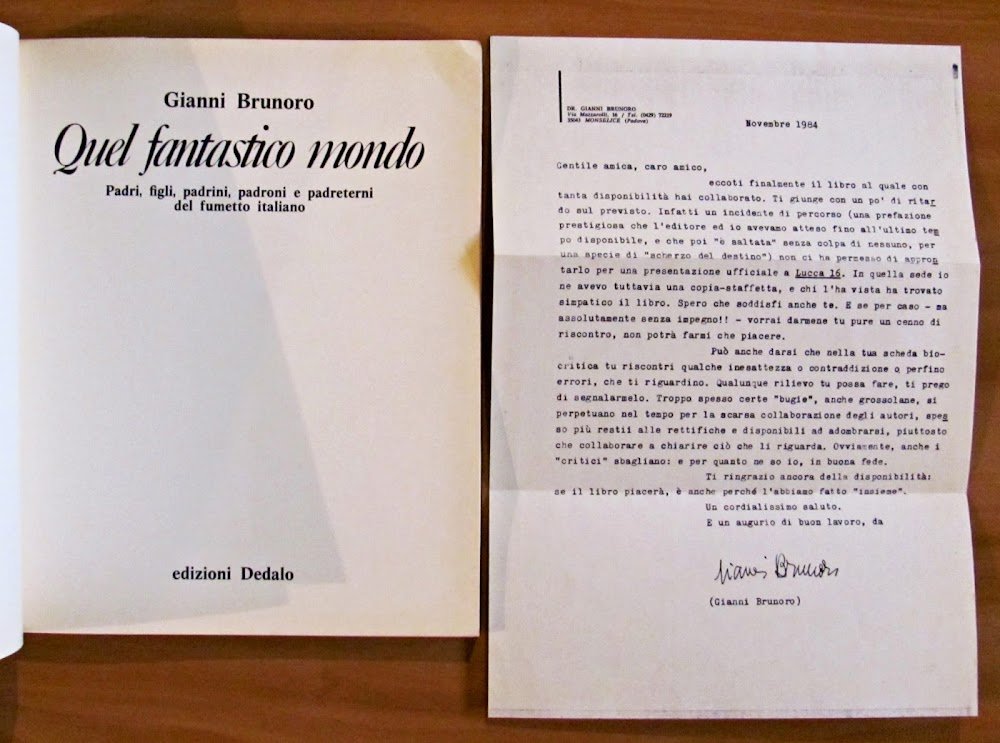 Gianni Brunoro
Quel fantastico mondo
Padri, figli, padrini, padroni e padreterni
del fumetto italiano
edizioni Dedalo
DR. GIANNI BRUNORO
Via Mazzarolli, 16 / Tel. (0429) 72219
35043 MONSELICE (Padova)
Novembre 1984
Gentile amica, caro amico,
eccoti finalmente il libro al quale con
tanta disponibilità hai collaborato. Ti giunge con un po' di ritar
do sul previsto. Infatti un incidente di percorso (una prefazione
prestigiosa che l'editore ed io avevamo atteso fino all'ultimo tem
po disponibile, e che poi "è saltata" senza colpa di nessuno, per
una specie di "scherzo del destino") non ci ha permesso di appron
tarlo per una presentazione ufficiale a Lucca 16. In quella sede io
ne avevo tuttavia una copia-staffetta, e chi l'ha vista ha trovato
simpatico il libro. Spero che soddisfi anche te. E se per caso - ma
assolutamente senza impegno!! - vorrai darmene tu pure un cenno di
riscontro, non potrà farmi che piacere.
Può anche darsi che nella tua scheda bio-
critica tu riscontri qualche inesattezza o contraddizione o perfino
errori, che ti riguardino. Qualunque rilievo tu possa fare, ti prego
di segnalarmelo. Troppo spesso certe "bugie", anche grossolane, si
perpetuano nel tempo per la scarsa collaborazione degli autori, spes
so più restii alle rettifiche e disponibili ad adombrarsi, piuttosto
che collaborare a chiarire ciò che li riguarda. Ovviamente, anche i
"critici" sbagliano: e per quanto ne so io, in buona fede.
Ti ringrazio ancora della disponibilità:
se il libro piacerà, è anche perché l'abbiamo fatto "insieme".
Un cordialissimo saluto.
E un augurio di buon lavoro, da
Gianni Brunoro
(Gianni Brunoro)